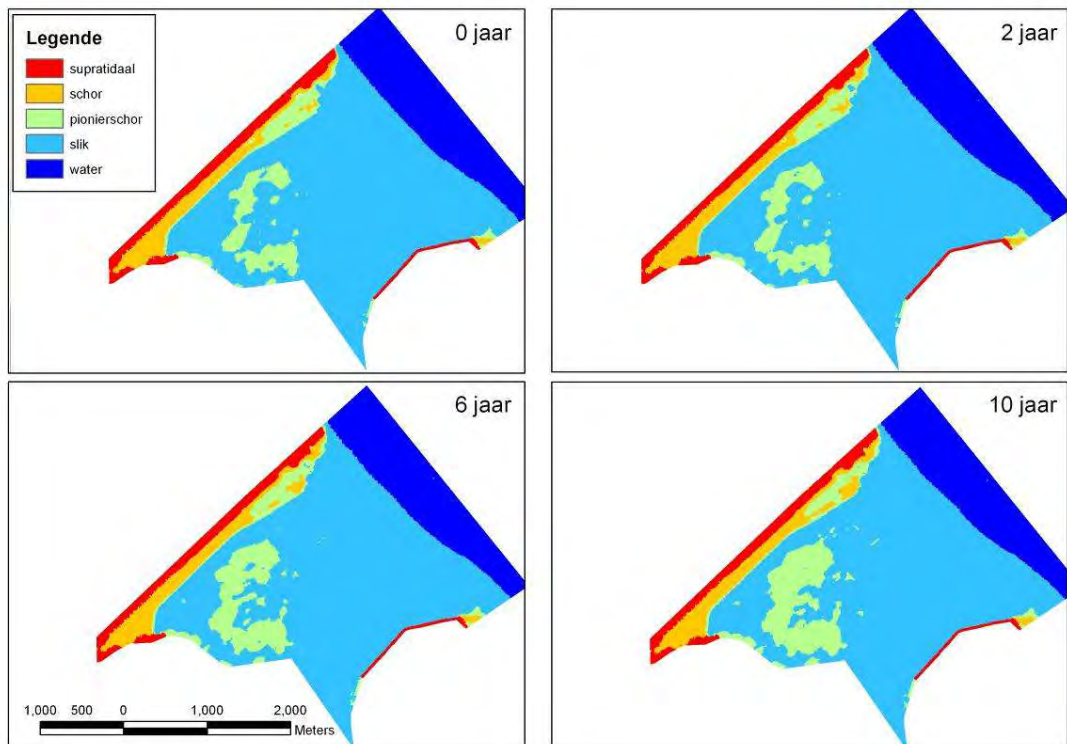 Legende
supratidaal
schor
pionierschor
slik
water
0 jaar
2 jaar
6 jaar
10 jaar
1,000 500 0 1,000 2,000
Meters